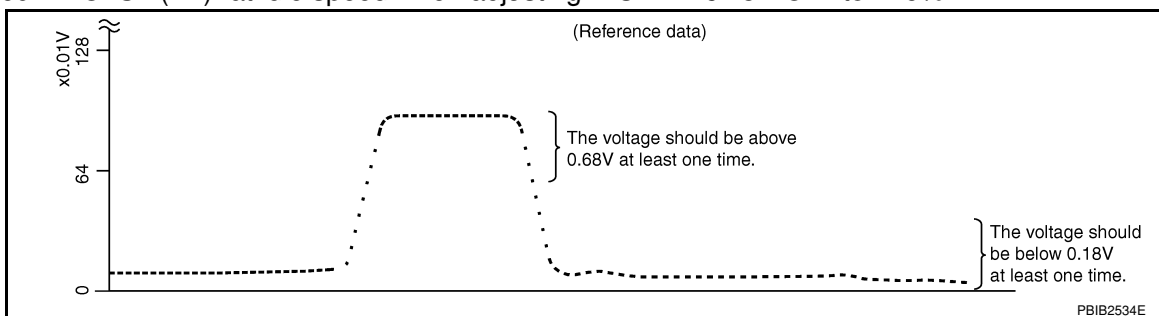 (Reference data)
x0.01V
128
64
0
The voltage should be above
0.68V at least one time.
The voltage should
be below 0.18V
at least one time.
PBIB2534E